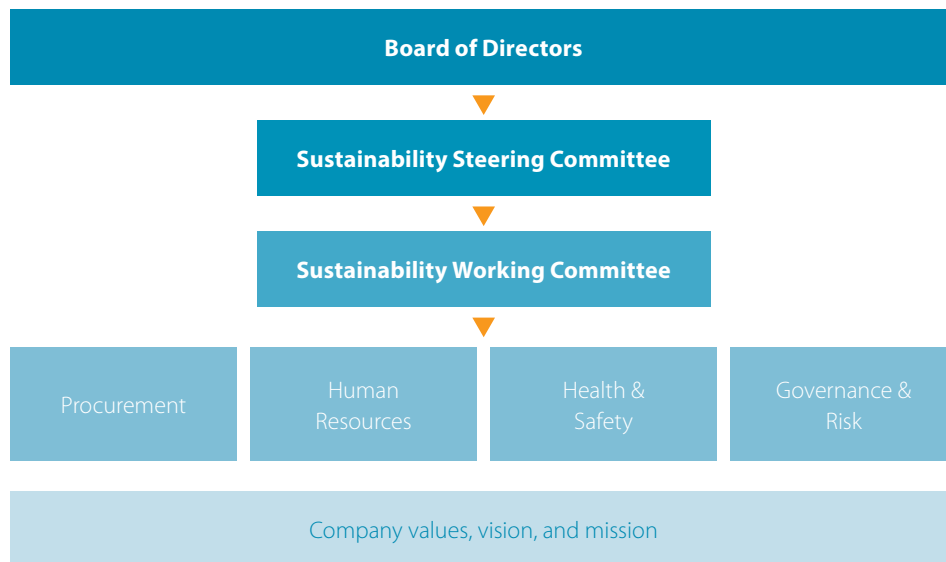 Board of Directors
Sustainability Steering Committee
Sustainability Working Committee
Procurement
Human
Resources
Health &
Safety
Governance &
Risk
Company values, vision, and mission